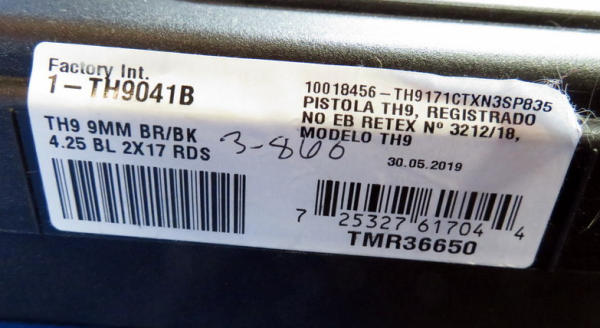 Factory Int.
1-TH9041B
TH9 9MM BR/BK
4.25 BL 2X17 RDS
3-866
10018456-TH9171CTXN3SP835
PISTOLA TH9, REGISTRADO
NO EB RETEX Nº 3212/18,
MODELO TH9
30.05.2019
7 25327 61704 4
TMR36650